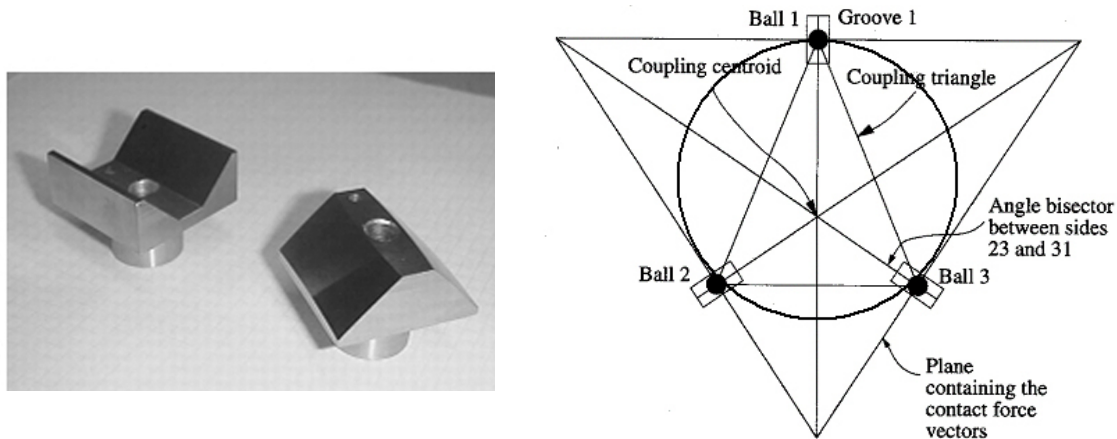 Ball 1
Groove 1
Coupling centroid
Coupling triangle
Angle bisector
between sides
23 and 31
Ball 2
Ball 3
Plane
containing the
contact force
vectors